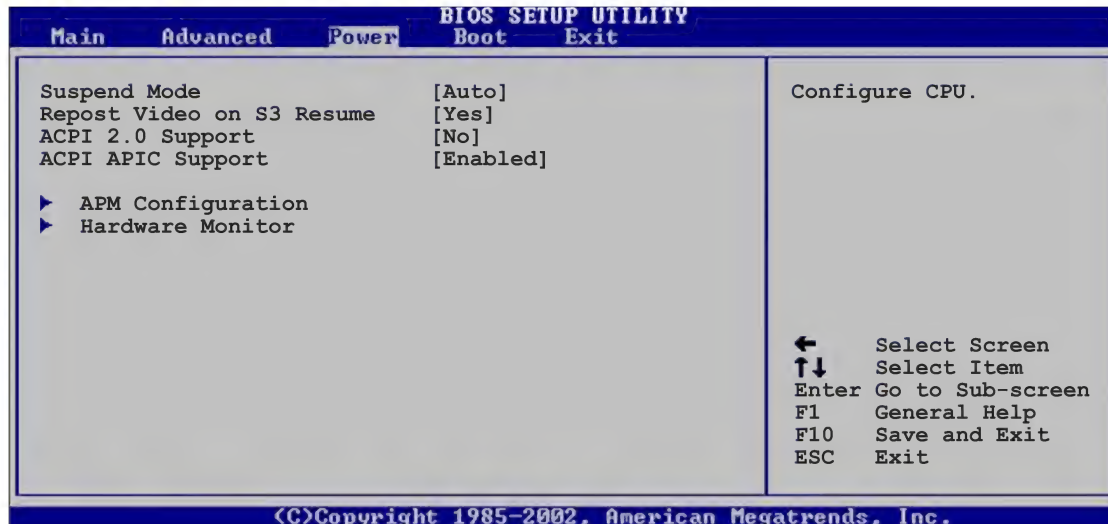 BIOS SETUP UTILITY
Main Advanced Power Boot Exit
Suspend Mode [Auto]
Repost Video on S3 Resume [Yes]
ACPI 2.0 Support [No]
ACPI APIC Support [Enabled]
APM Configuration
Hardware Monitor
Configure CPU.
← Select Screen
↑↓ Select Item
Enter Go to Sub-screen
F1 General Help
F10 Save and Exit
ESC Exit
(C)Copyright 1985-2002, American Megatrends, Inc.